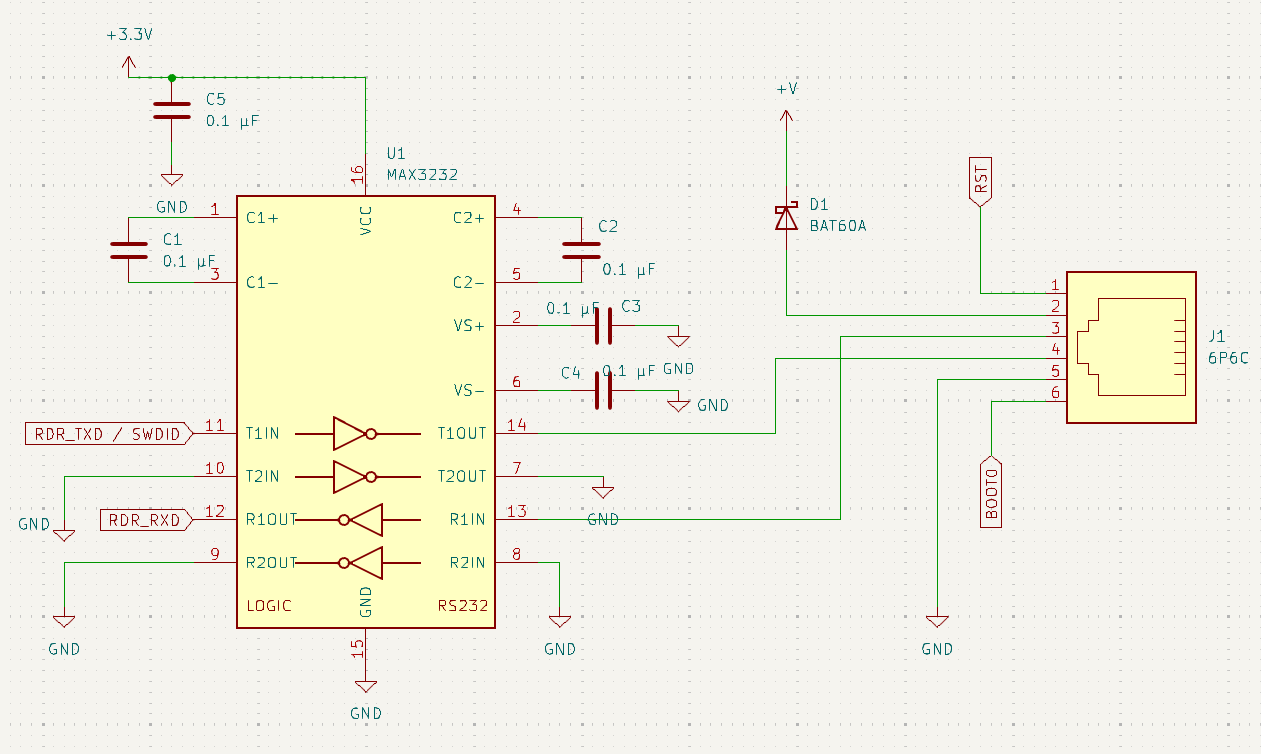 +3.3V
C5
0.1 µF
GND
U1
MAX3232
16
VCC
1
C1+
C1
0.1 µF
3
C1-
4
C2+
C2
0.1 µF
5
C2-
2
VS+
0.1 µF
C3
GND
6
VS-
C4
0.1 µF
GND
RDR_TXD / SWDID
11
T1IN
T1OUT
14
GND
10
T2IN
T2OUT
7
GND
RDR_RXD
12
R1OUT
R1IN
13
9
R2OUT
R2IN
8
GND
GND
LOGIC
GND
RS232
15
GND
+V
D1
BAT60A
RST
1
2
3
4
5
6
J1
6P6C
BOOT0
GND